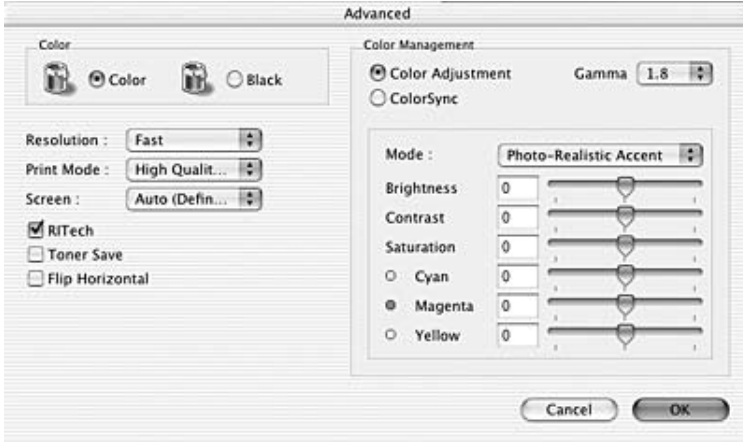 Advanced
Color
Color
Black
Resolution :
Fast
Print Mode :
High Qualit...
Screen :
Auto (Defin...
RITech
Toner Save
Flip Horizontal
Color Management
Color Adjustment
Gamma
1.8
ColorSync
Mode :
Photo-Realistic Accent
Brightness
0
Contrast
0
Saturation
0
Cyan
0
Magenta
0
Yellow
0
Cancel
OK